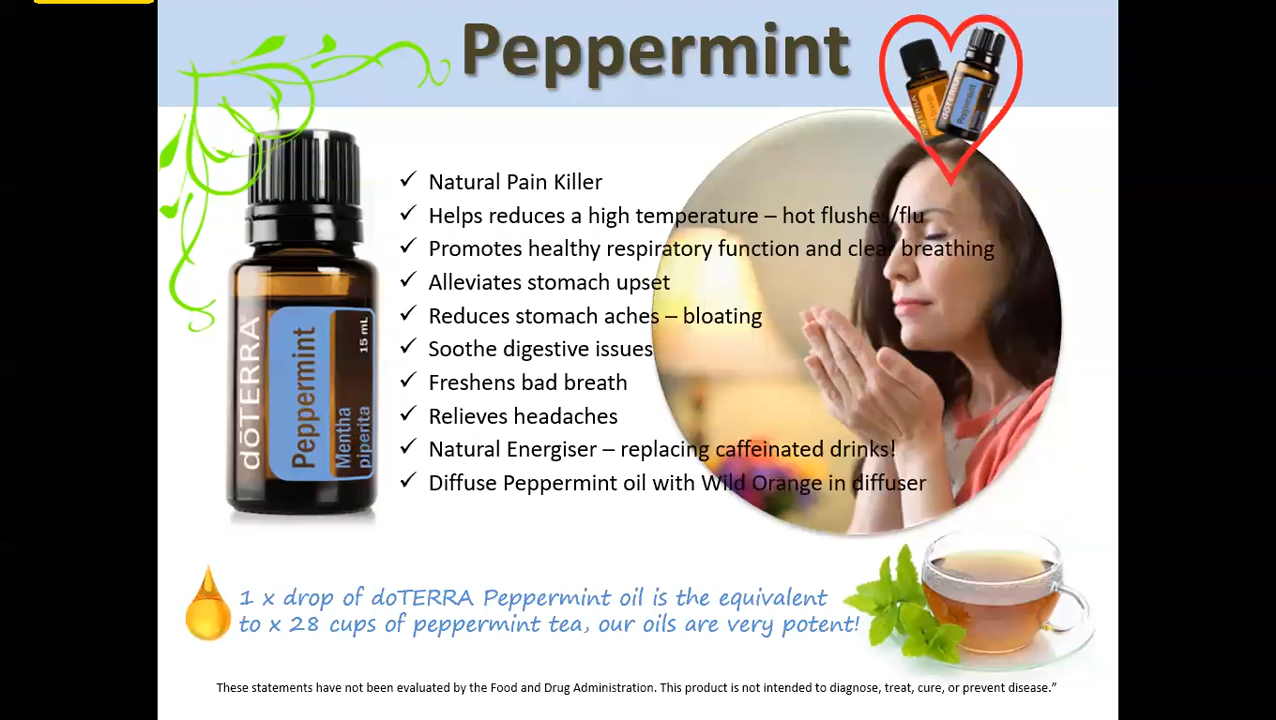 Peppermint
doTERRA
Peppermint
doTERRA
Peppermint
Mentha
piperita
15 mL
✓ Natural Pain Killer
✓ Helps reduces a high temperature – hot flushes/flu
✓ Promotes healthy respiratory function and clear breathing
✓ Alleviates stomach upset
✓ Reduces stomach aches – bloating
✓ Soothe digestive issues
✓ Freshens bad breath
✓ Relieves headaches
✓ Natural Energiser – replacing caffeinated drinks!
✓ Diffuse Peppermint oil with Wild Orange in diffuser
1 x drop of doTERRA Peppermint oil is the equivalent
to x 28 cups of peppermint tea, our oils are very potent!
These statements have not been evaluated by the Food and Drug Administration. This product is not intended to diagnose, treat, cure, or prevent disease.”